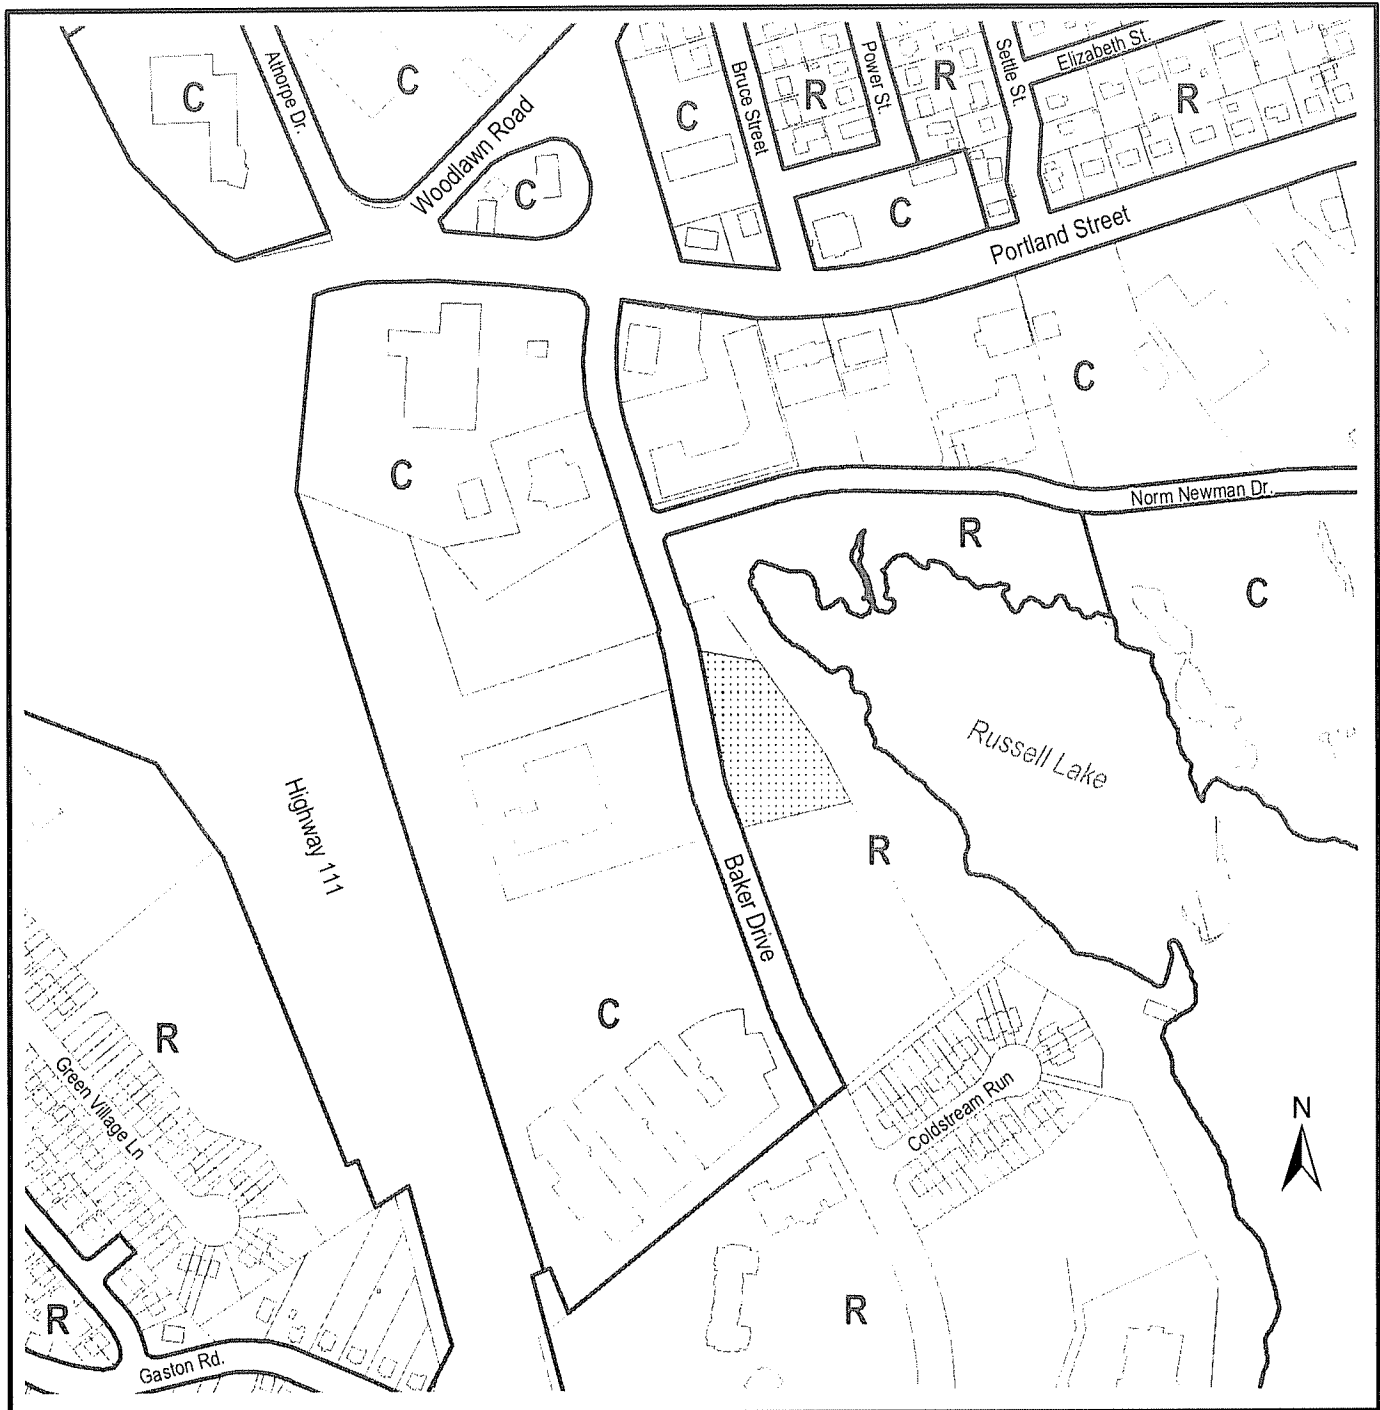 Athorpe Dr.
C
C
Woodlawn Road
C
C
Bruce Street
R
Power St.
R
Settle St.
Elizabeth St.
R
C
Portland Street
C
C
Norm Newman Dr.
R
C
Russell Lake
Highway 111
R
Baker Drive
C
R
Green Village Ln
Coldstream Run
N
R
R
Gaston Rd.